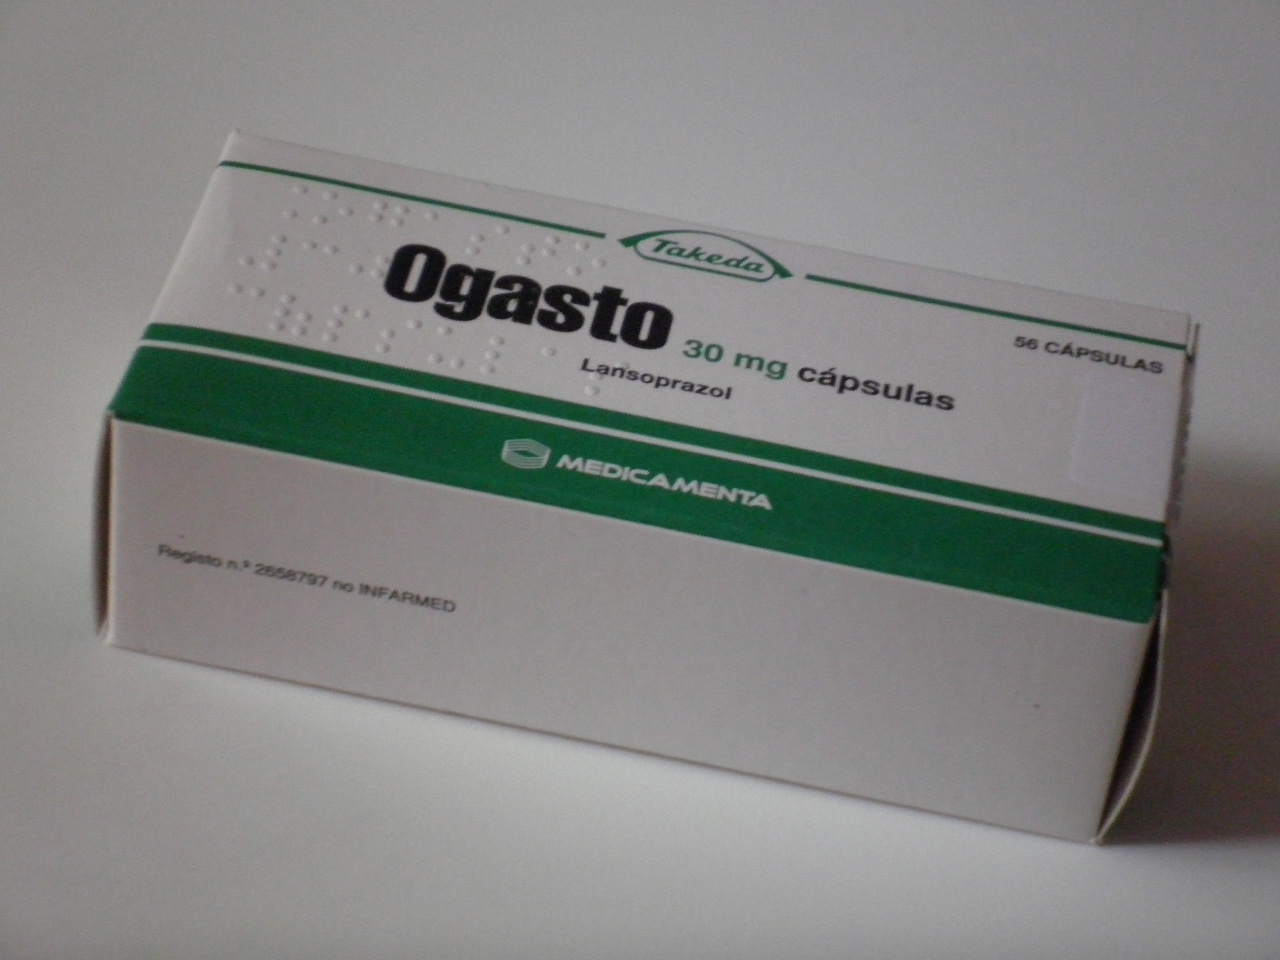 Takeda
Ogasto 30 mg cápsulas
56 CÁPSULAS
Lansoprazol
MEDICAMENTA
Registo n.º 2658797 no INFARMED